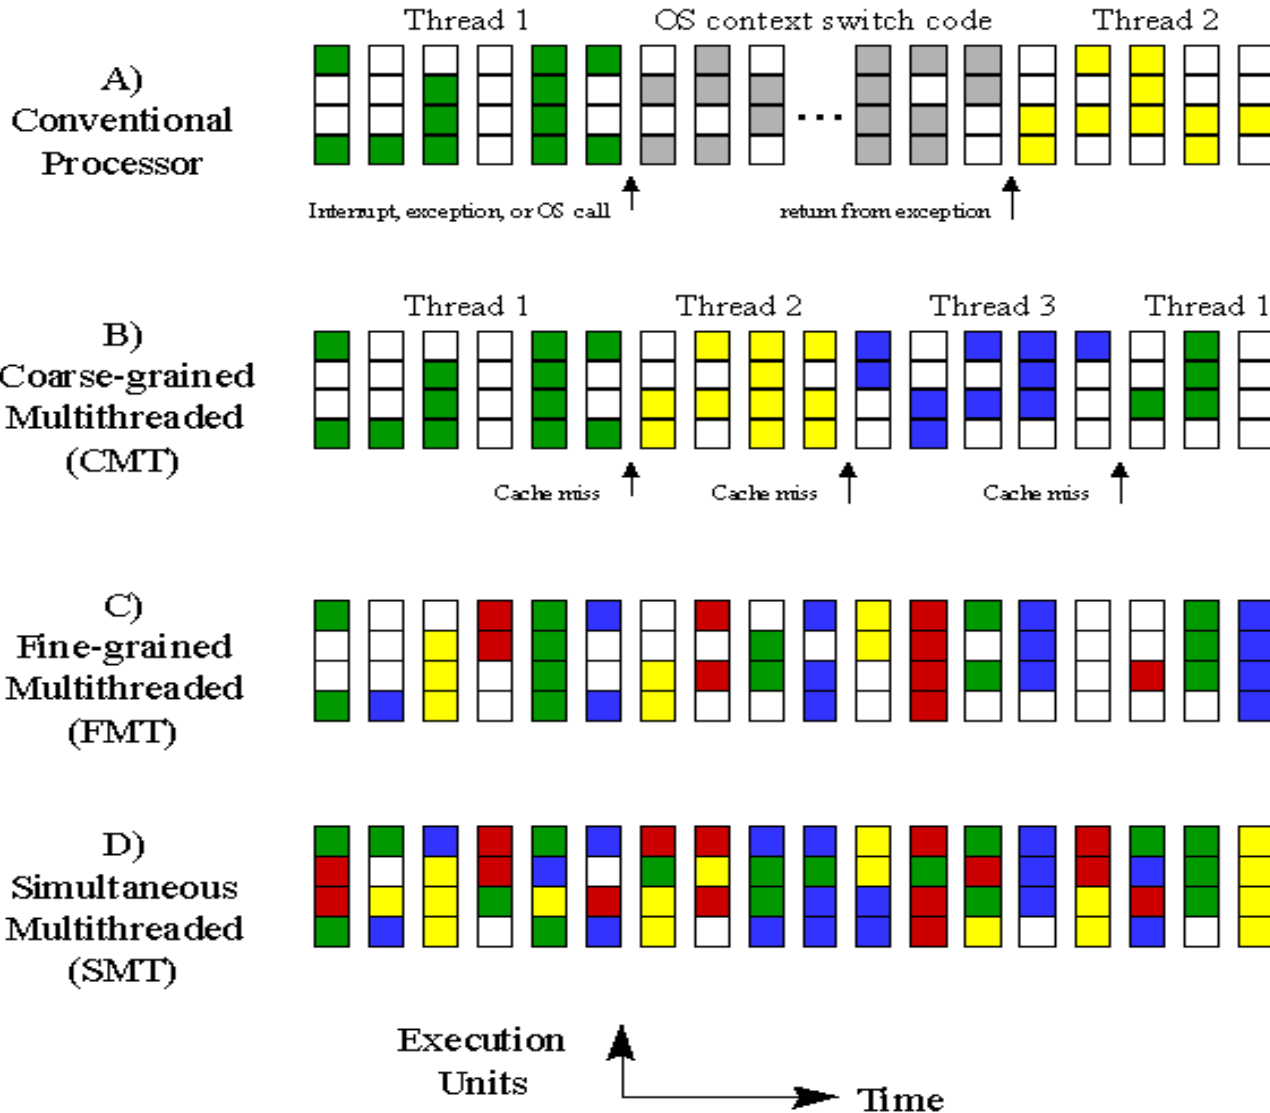 Thread 1 OS context switch code Thread 2
A)
Conventional
Processor
...
Interrupt, exception, or OS call return from exception
Thread 1 Thread 2 Thread 3 Thread 1
B)
Coarse-grained
Multithreaded
(CMT)
Cache miss Cache miss Cache miss
C)
Fine-grained
Multithreaded
(FMT)
D)
Simultaneous
Multithreaded
(SMT)
Execution
Units
Time